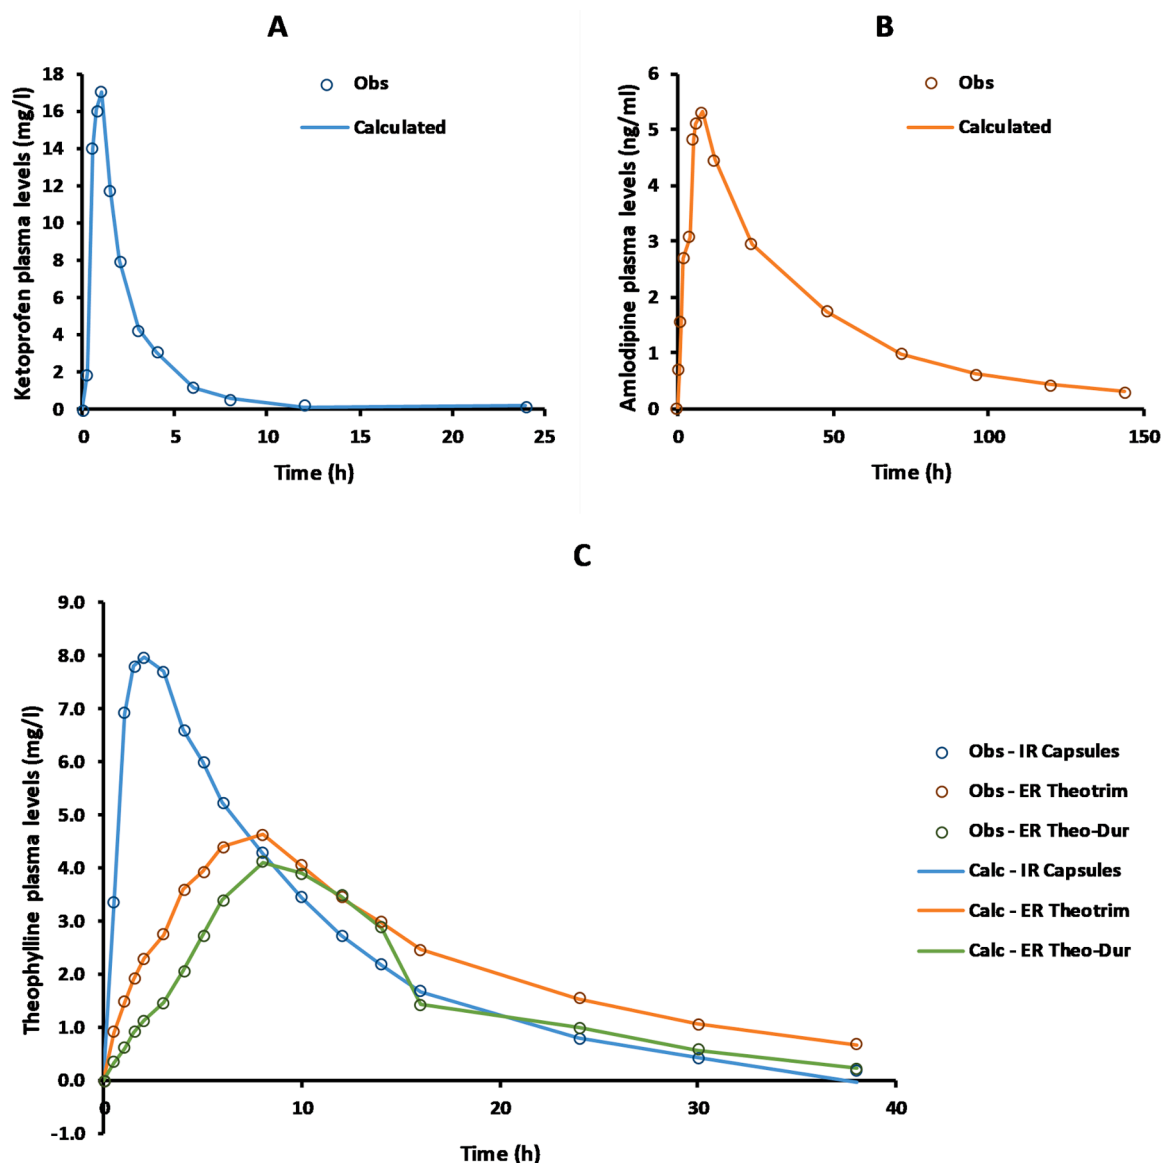 A
Ketoprofen plasma levels (mg/l)
18
16
14
12
10
8
6
4
2
0
0 5 10 15 20 25
Time (h)
Obs
Calculated
B
Amlodipine plasma levels (ng/ml)
6
5
4
3
2
1
0
0 50 100 150
Time (h)
Obs
Calculated
C
Theophylline plasma levels (mg/l)
9.0
8.0
7.0
6.0
5.0
4.0
3.0
2.0
1.0
0.0
-1.0
0 10 20 30 40
Time (h)
Obs - IR Capsules
Obs - ER Theotrim
Obs - ER Theo-Dur
Calc - IR Capsules
Calc - ER Theotrim
Calc - ER Theo-Dur